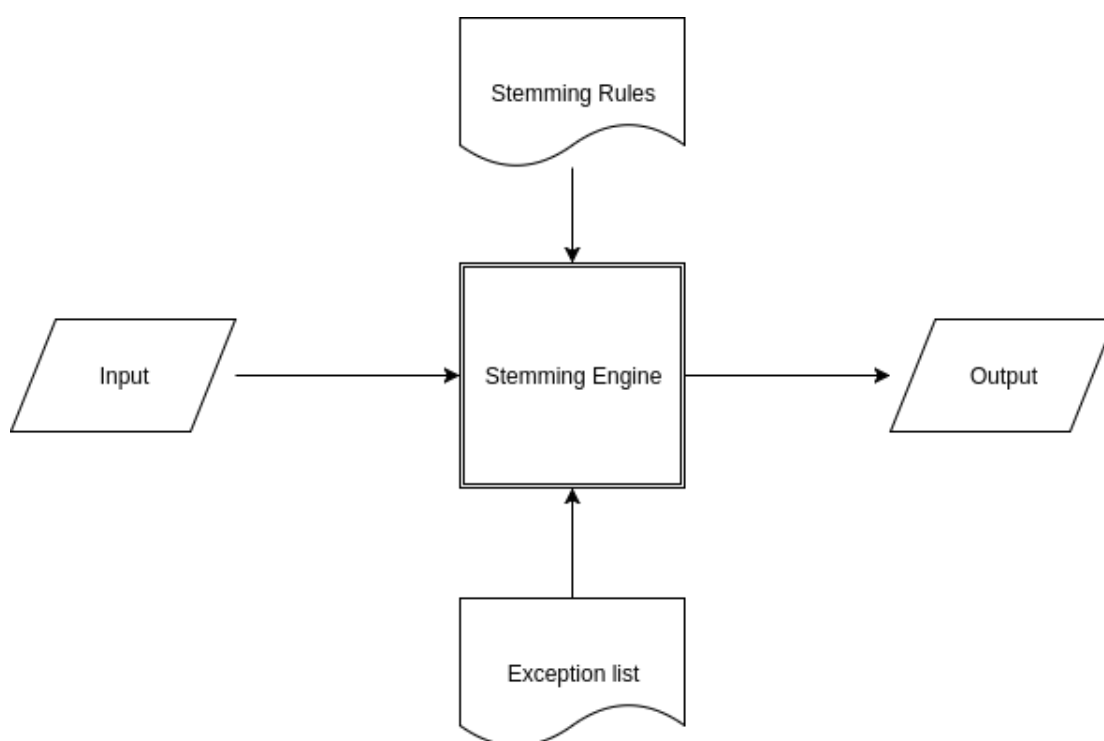 Stemming Rules
Input
Stemming Engine
Output
Exception list